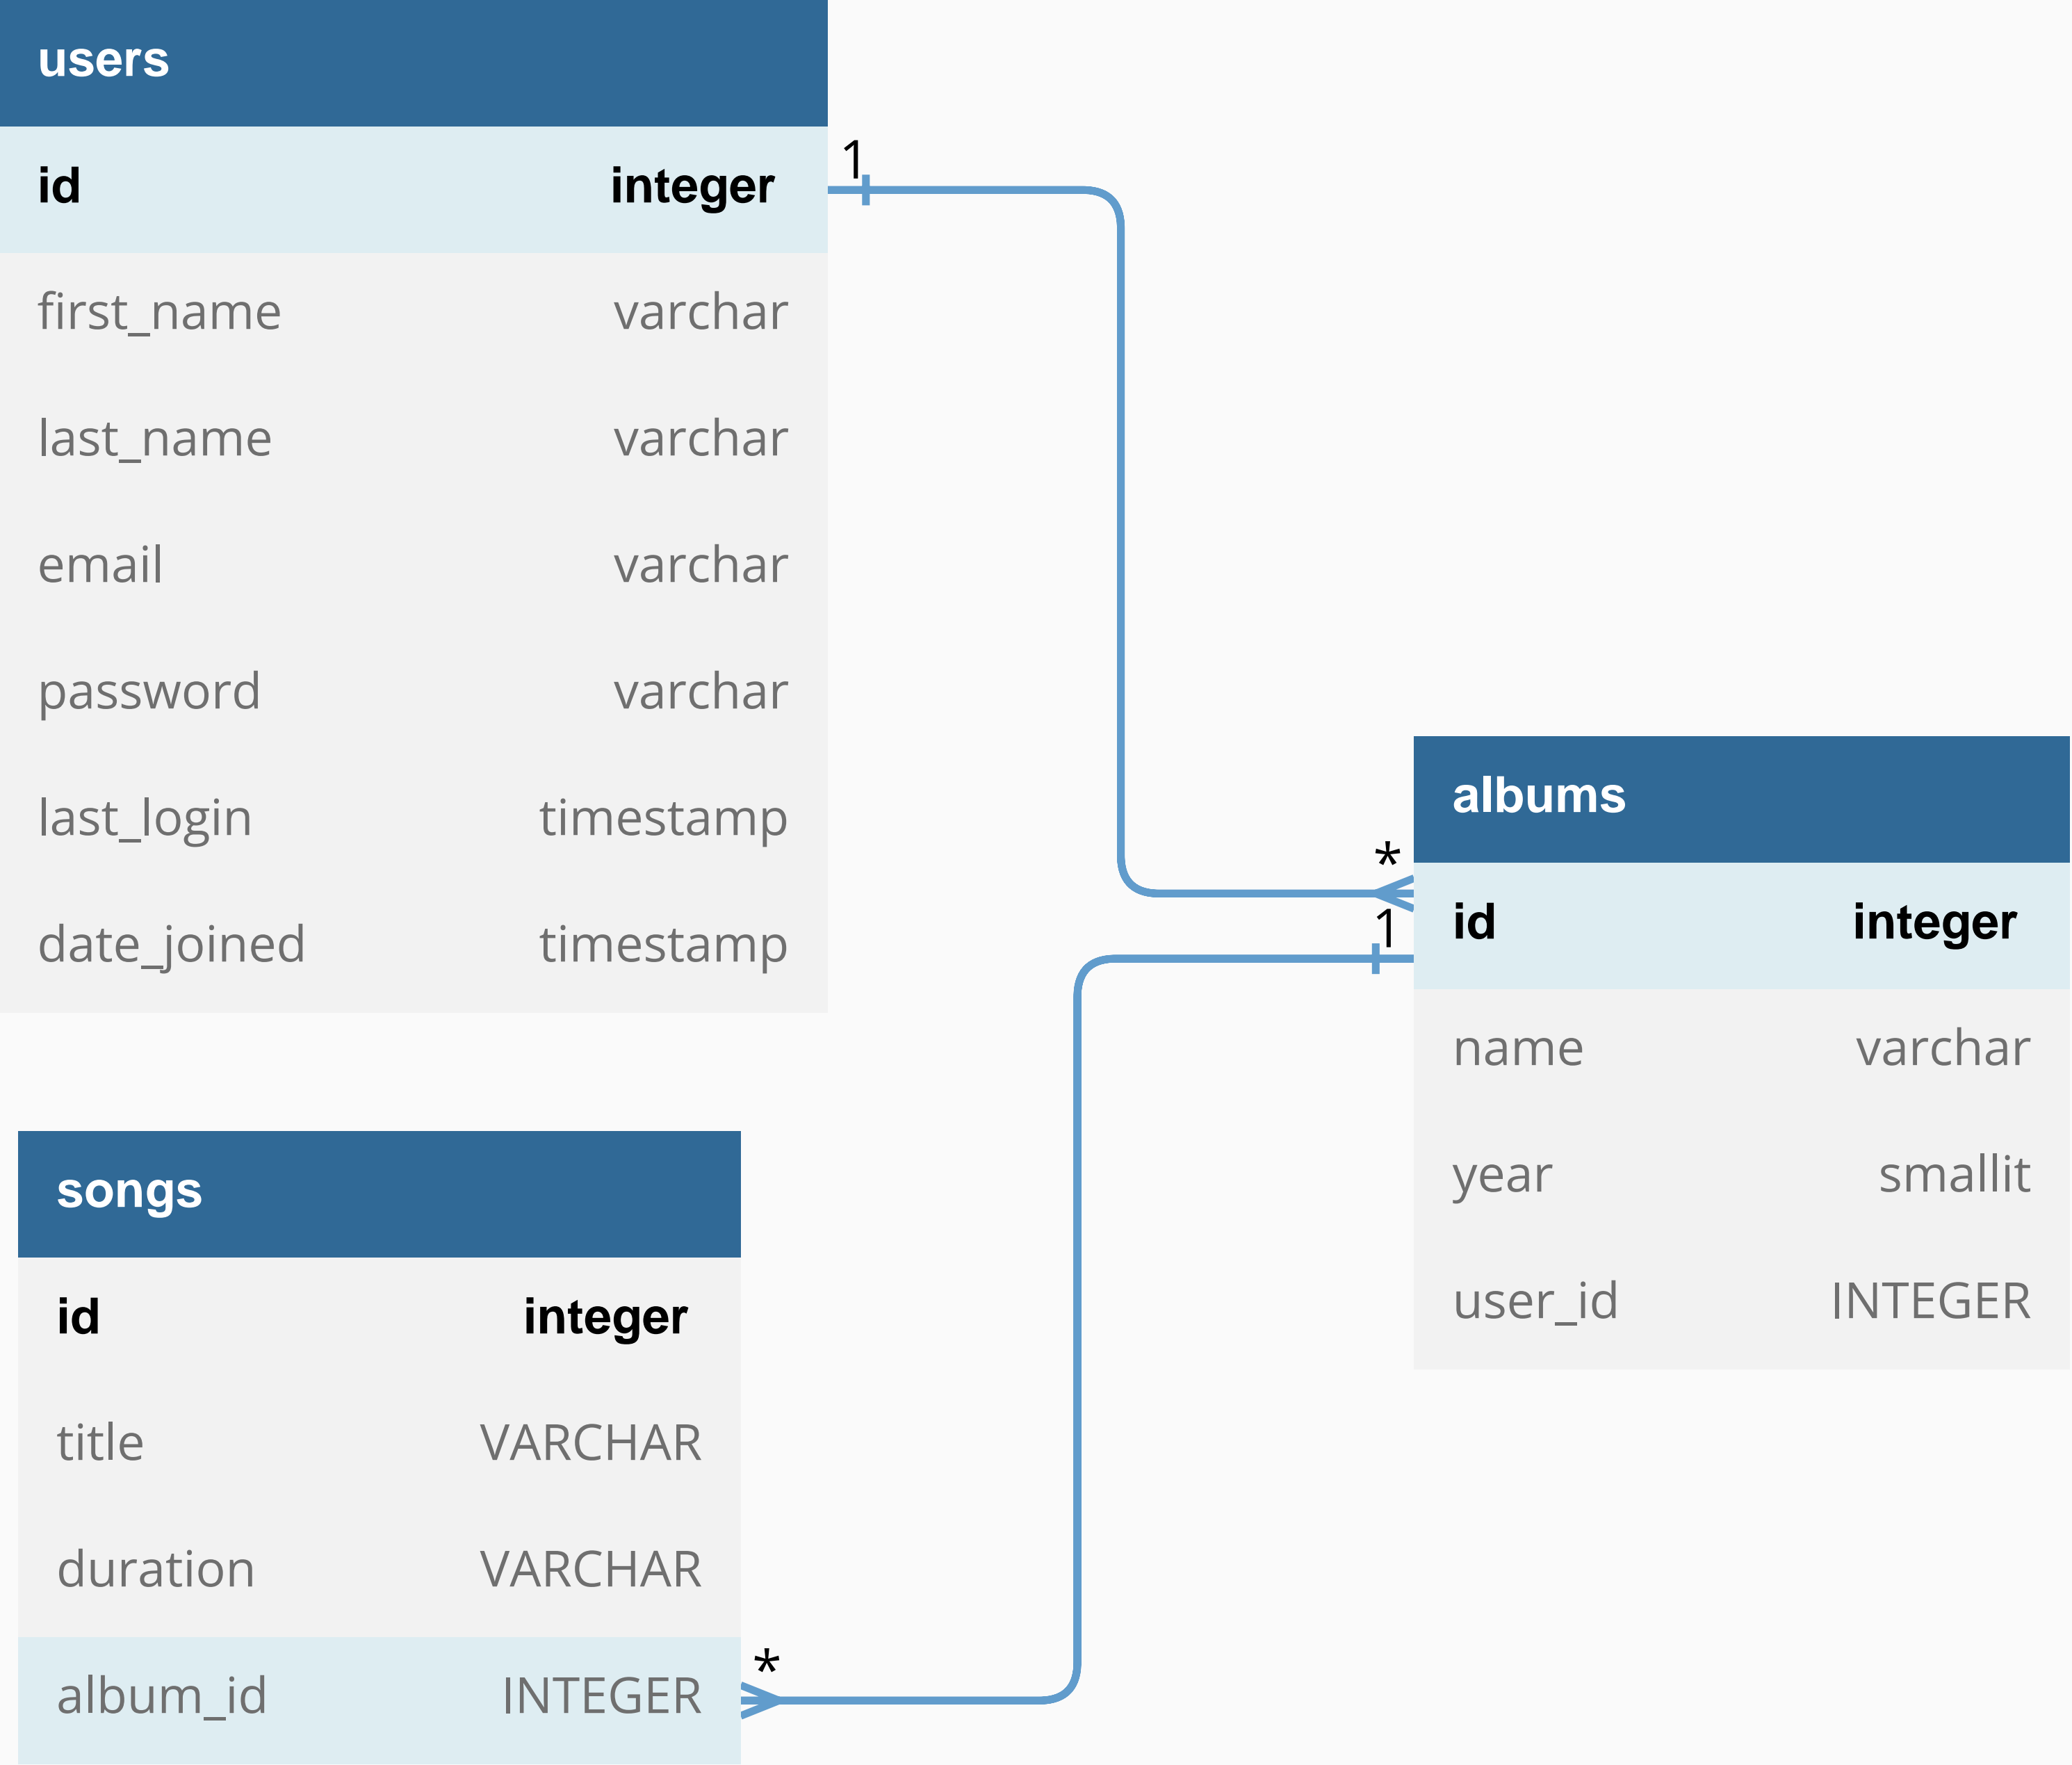 users
id integer
first_name varchar
last_name varchar
email varchar
password varchar
last_login timestamp
date_joined timestamp
1
*
1
albums
id integer
name varchar
year smallit
user_id INTEGER
songs
id integer
title VARCHAR
duration VARCHAR
album_id INTEGER
*